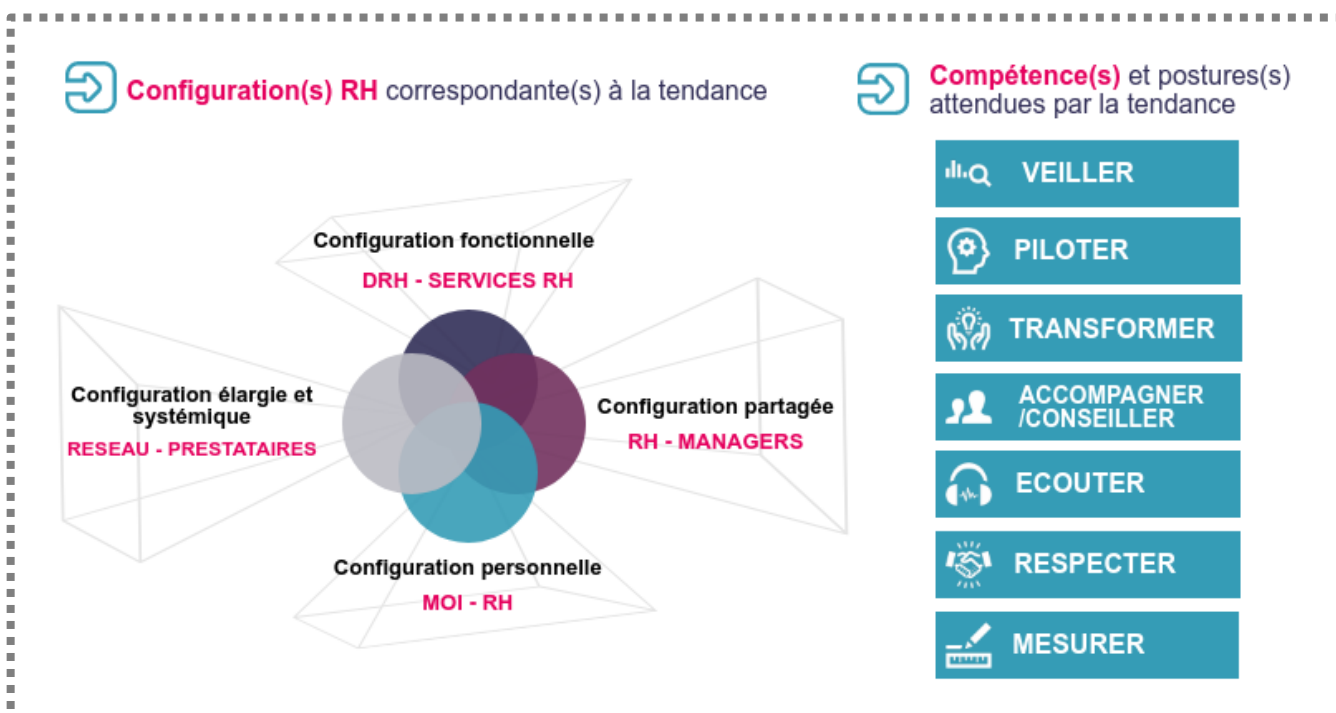 Configuration(s) RH correspondante(s) à la tendance
Configuration fonctionnelle
DRH - SERVICES RH
Configuration élargie et
systémique
RESEAU - PRESTATAIRES
Configuration partagée
RH - MANAGERS
Configuration personnelle
MOI - RH
Compétence(s) et postures(s)
attendues par la tendance
VEILLER
PILOTER
TRANSFORMER
ACCOMPAGNER
/CONSEILLER
ECOUTER
RESPECTER
MESURER